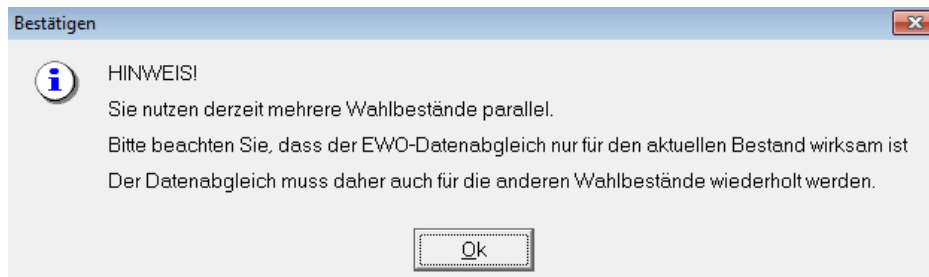 Bestätigen
HINWEIS!
Sie nutzen derzeit mehrere Wahlbestände parallel.
Bitte beachten Sie, dass der EWO-Datenabgleich nur für den aktuellen Bestand wirksam ist
Der Datenabgleich muss daher auch für die anderen Wahlbestände wiederholt werden.
Ok